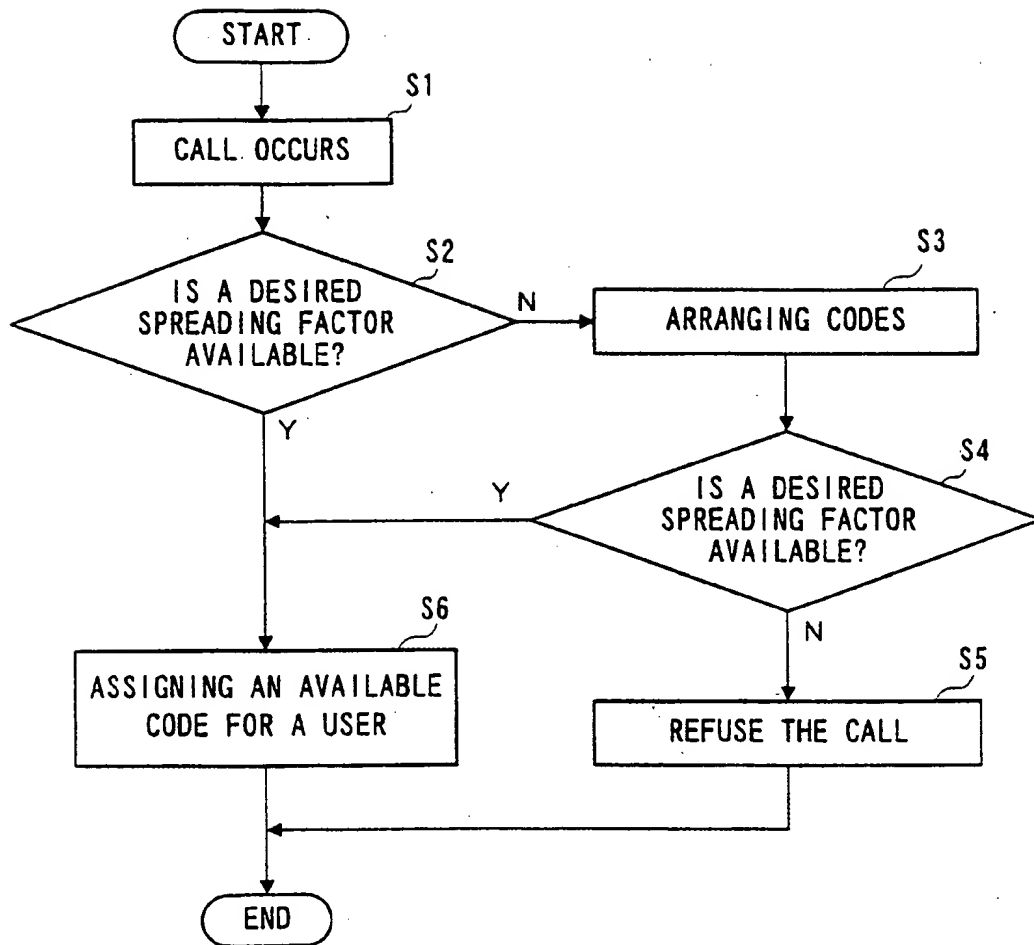 START
S1
CALL OCCURS
S2
IS A DESIRED
SPREADING FACTOR
AVAILABLE?
N
Y
S3
ARRANGING CODES
S4
IS A DESIRED
SPREADING FACTOR
AVAILABLE?
Y
N
S6
ASSIGNING AN AVAILABLE
CODE FOR A USER
S5
REFUSE THE CALL
END